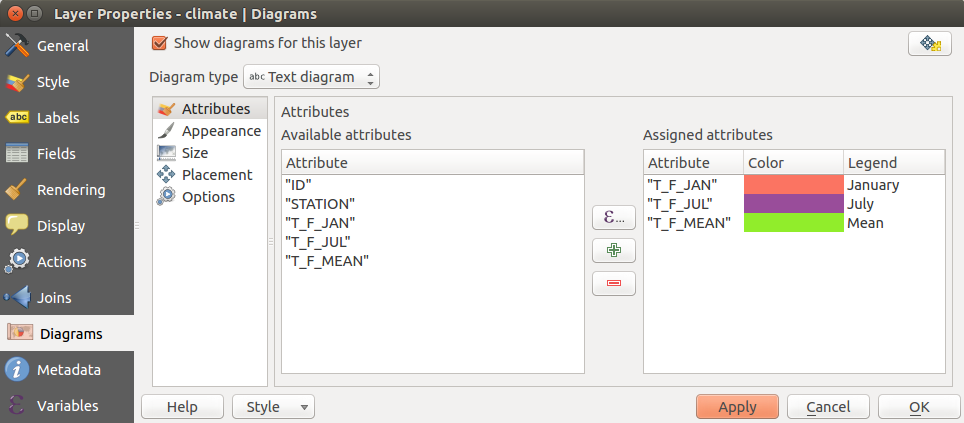 Layer Properties - climate | Diagrams
General
Style
Labels
Fields
Rendering
Display
Actions
Joins
Diagrams
Metadata
Variables
Show diagrams for this layer
Diagram type abc Text diagram
Attributes
Appearance
Size
Placement
Options
Attributes
Available attributes
Attribute
"ID"
"STATION"
"T_F_JAN"
"T_F_JUL"
"T_F_MEAN"
ε...
Assigned attributes
Attribute Color Legend
"T_F_JAN" January
"T_F_JUL" July
"T_F_MEAN" Mean
Help Style Apply Cancel OK